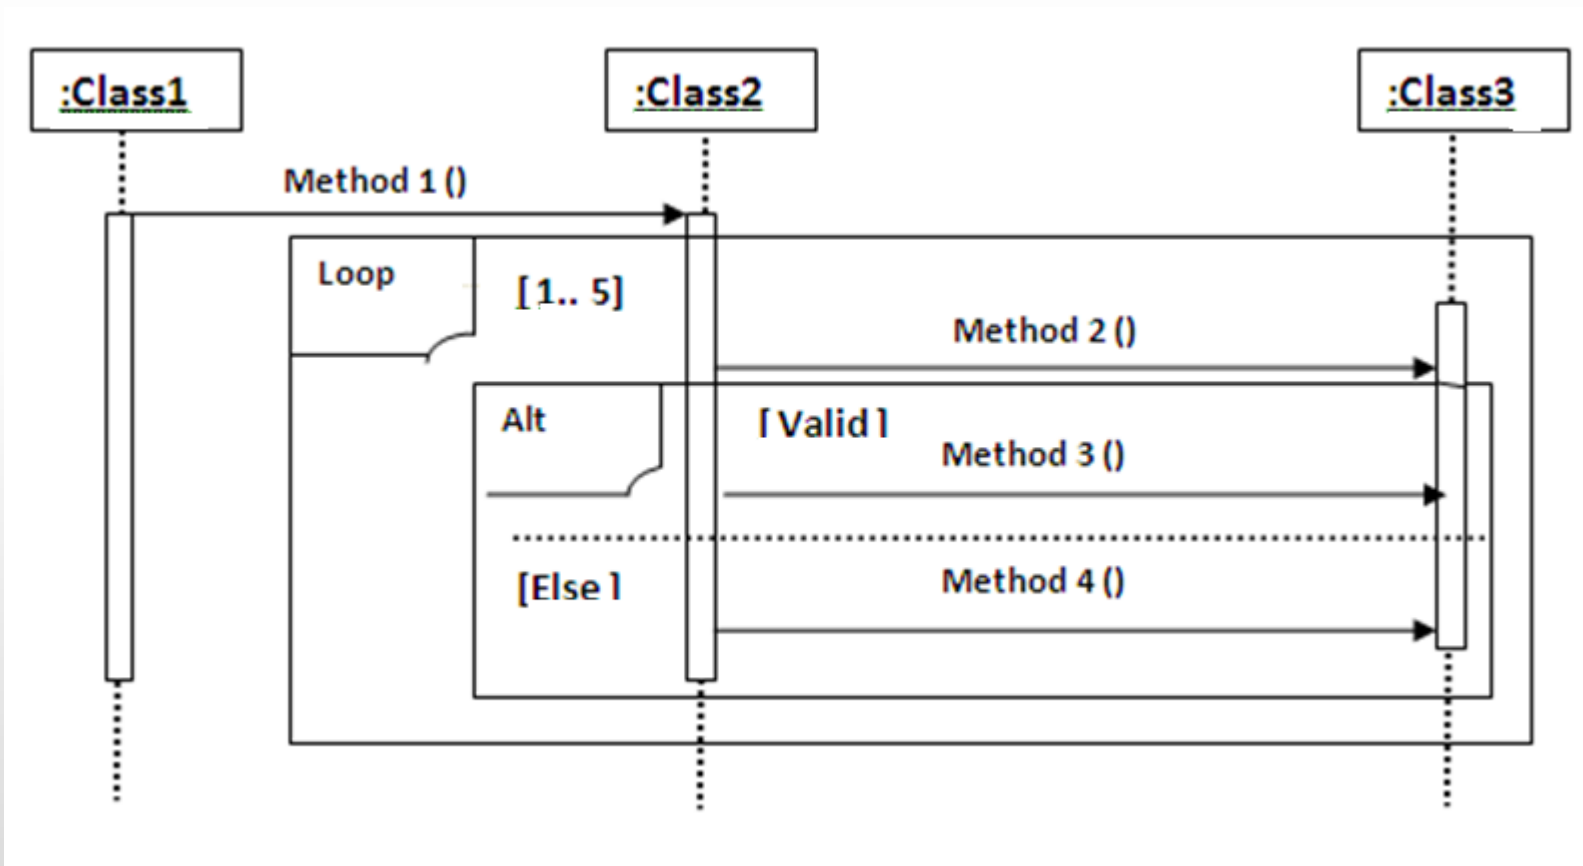 :Class1
:Class2
:Class3
Method 1 ()
Loop
[ 1.. 5]
Method 2 ()
Alt
[ Valid ]
Method 3 ()
[Else ]
Method 4 ()